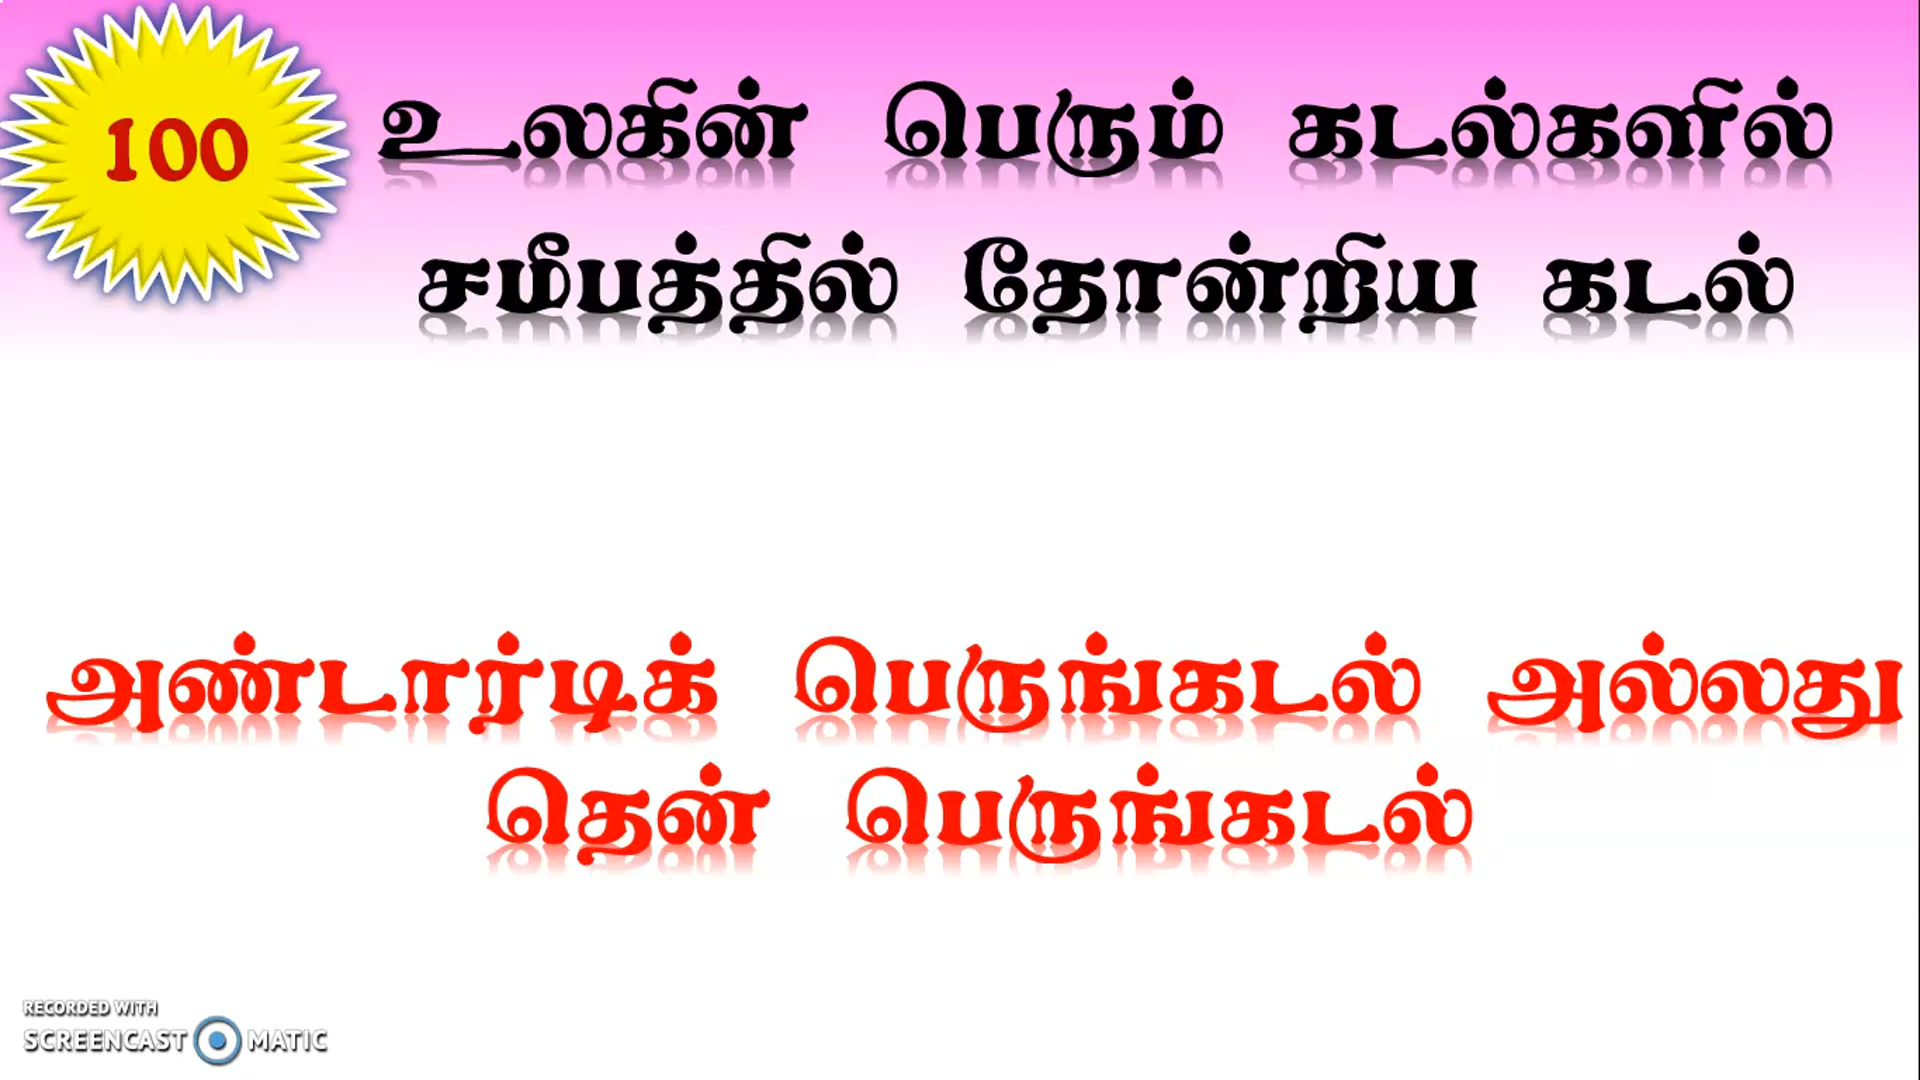 100
உலகின் பெரும் கடல்களில்
சமீபத்தில் தோன்றிய கடல்
அண்டார்டிக் பெருங்கடல் அல்லது
தென் பெருங்கடல்
RECORDED WITH
SCREENCAST MATIC